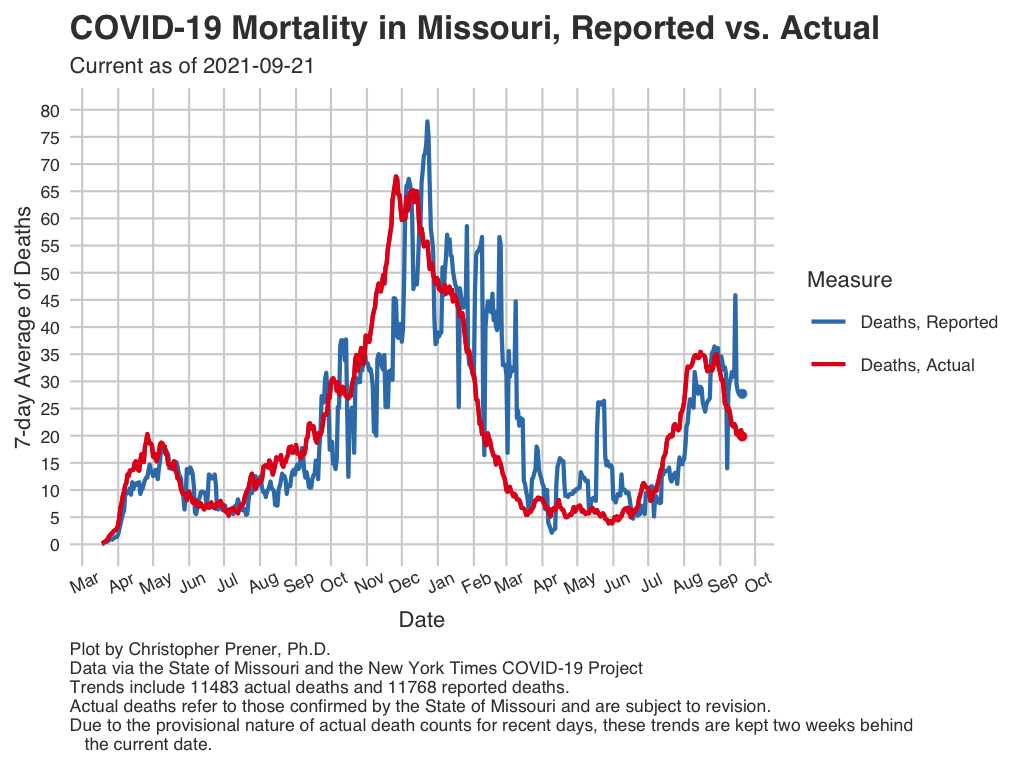 COVID-19 Mortality in Missouri, Reported vs. Actual
Current as of 2021-09-21
80
75
70
65
60
55
50
45
40
35
30
25
20
15
10
5
0
7-day Average of Deaths
Mar Apr May Jun Jul Aug Sep Oct Nov Dec Jan Feb Mar Apr May Jun Jul Aug Sep Oct
Date
Measure
Deaths, Reported
Deaths, Actual
Plot by Christopher Prener, Ph.D.
Data via the State of Missouri and the New York Times COVID-19 Project
Trends include 11483 actual deaths and 11768 reported deaths.
Actual deaths refer to those confirmed by the State of Missouri and are subject to revision.
Due to the provisional nature of actual death counts for recent days, these trends are kept two weeks behind
the current date.